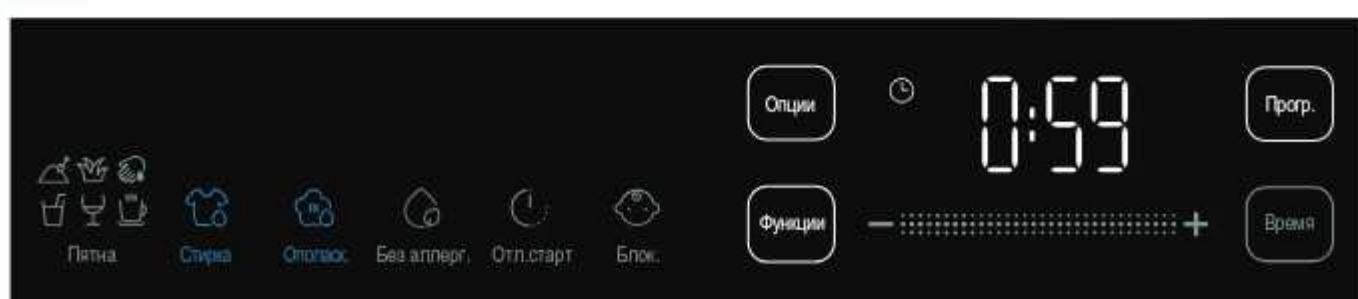 Опции
0:59
Прогр.
Функции
Время
Пятна
Стирка
Ополаск.
Без аллерг.
Отл.старт
Блок.